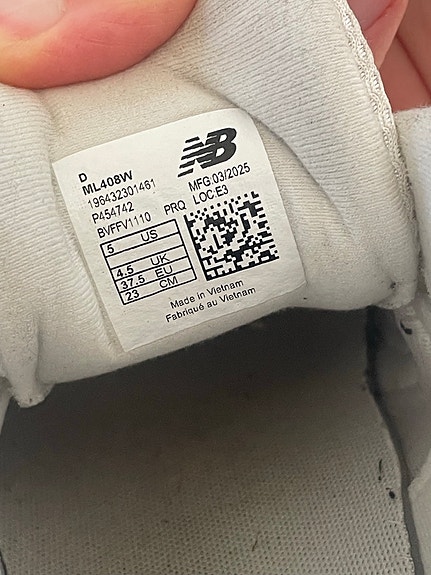 D
ML408W
196432301461
P454742
BVFFV1110 PRQ
NB
MFG:03/2025
LOC:E3
5 US
4.5 UK
37.5 EU
23 CM
Made in Vietnam
Fabriqué au Vietnam